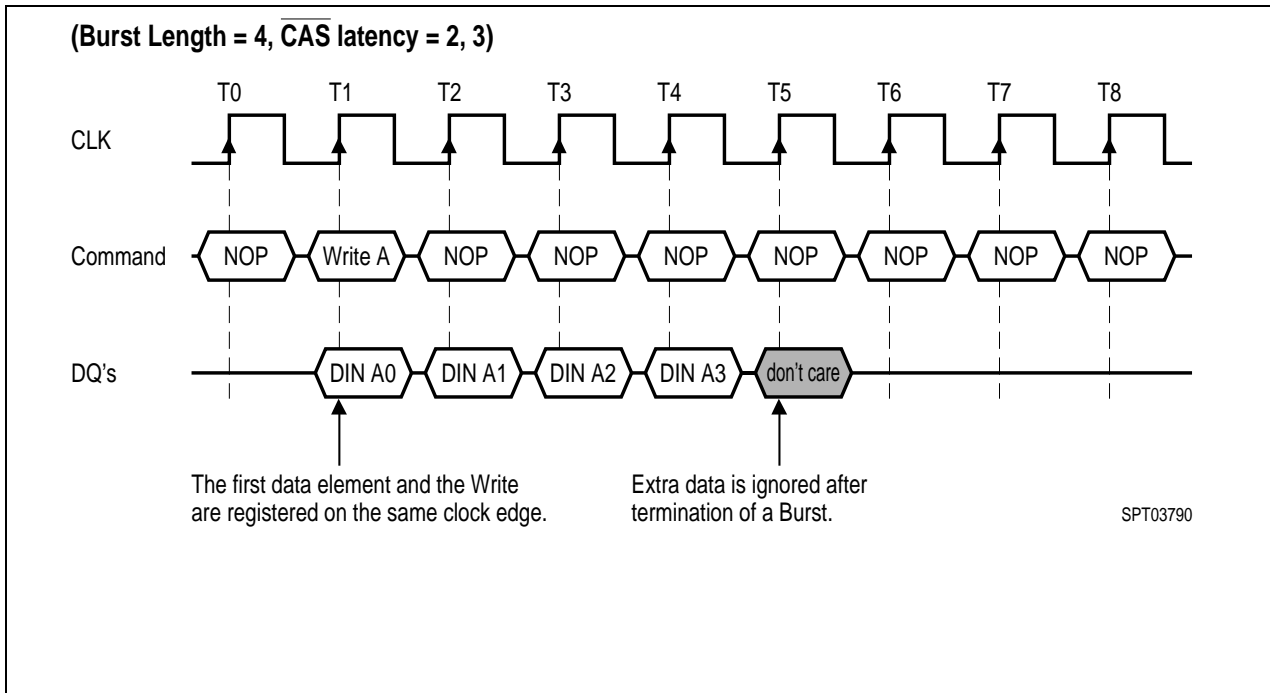 (Burst Length = 4, CAS latency = 2, 3)
T0 T1 T2 T3 T4 T5 T6 T7 T8
CLK
Command NOP Write A NOP NOP NOP NOP NOP NOP NOP
DQ's DIN A0 DIN A1 DIN A2 DIN A3 don't care
The first data element and the Write
are registered on the same clock edge.
Extra data is ignored after
termination of a Burst.
SPT03790